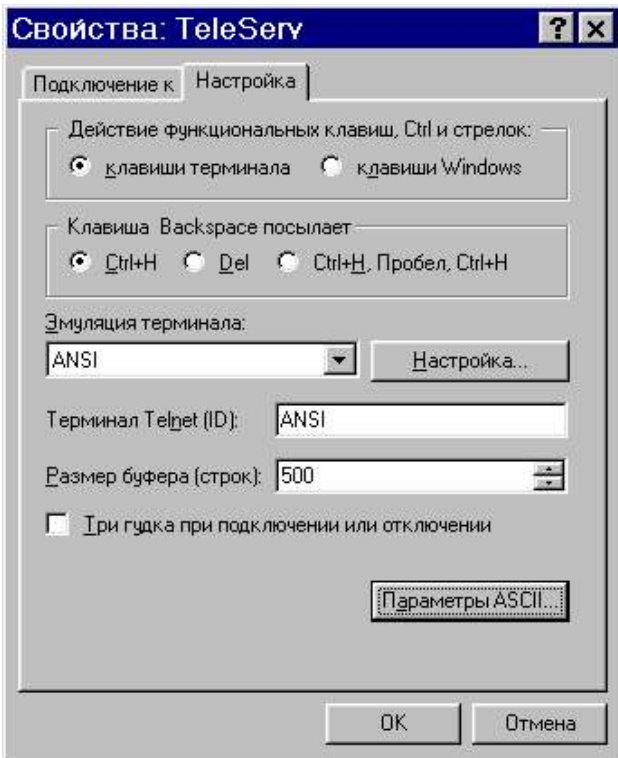 Свойства: TeleServ
Подключение к Настройка
Действие функциональных клавиш, Ctrl и стрелок:
клавиши терминала клавиши Windows
Клавиша Backspace посылает
Ctrl+H Del Ctrl+H, Пробел, Ctrl+H
Эмуляция терминала:
ANSI Настройка...
Терминал Telnet (ID): ANSI
Размер буфера (строк): 500
Три гудка при подключении или отключении
Параметры ASCII...
OK Отмена